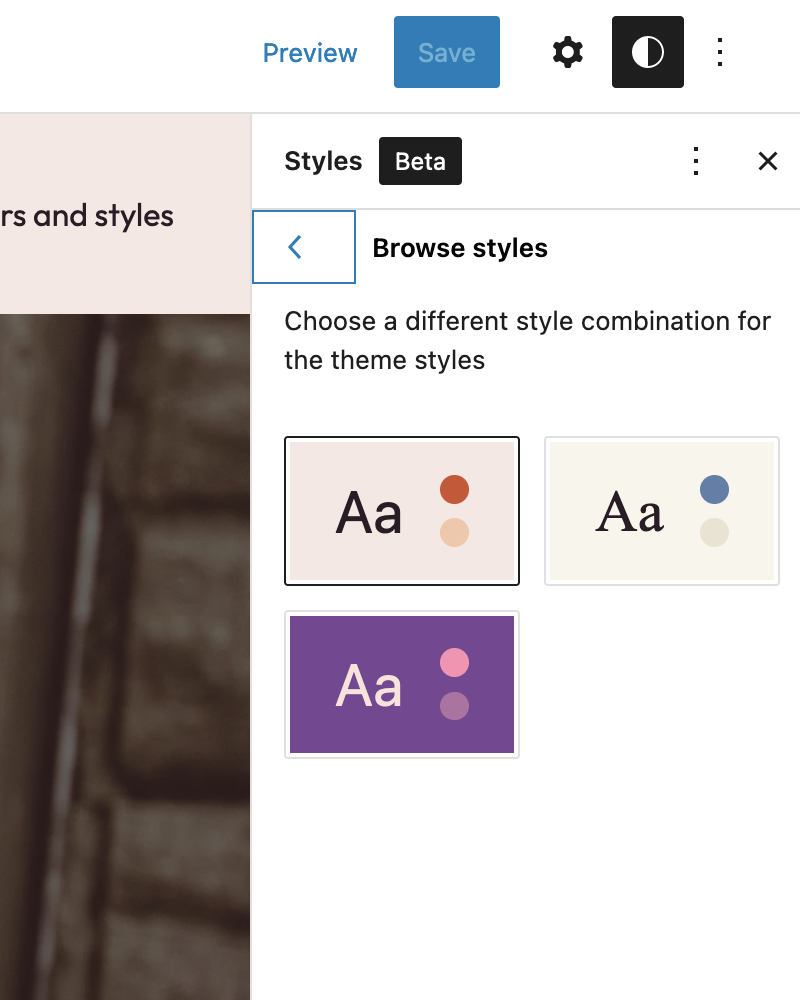 Preview Save
Styles Beta
rs and styles
Browse styles
Choose a different style combination for
the theme styles
Aa Aa
Aa